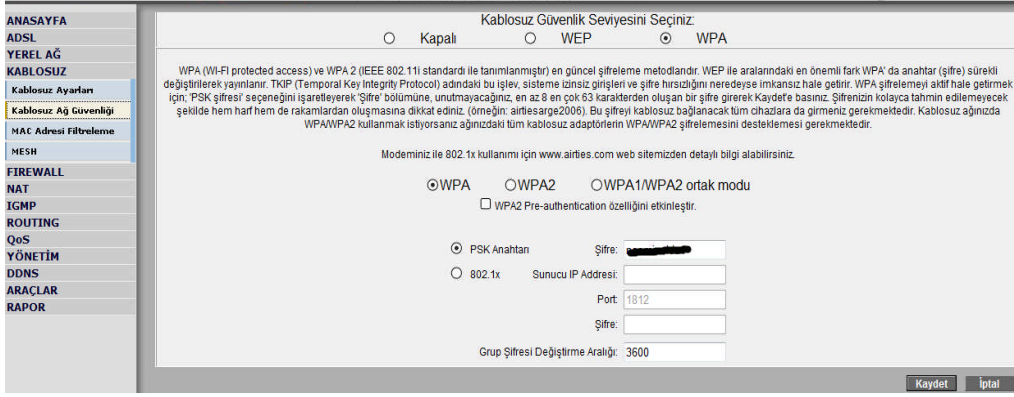 ANASAYFA
ADSL
YEREL AĞ
KABLOSUZ
Kablosuz Ayarları
Kablosuz Ağ Güvenliği
MAC Adresi Filtreleme
MESH
FIREWALL
NAT
IGMP
ROUTING
QoS
YÖNETİM
DDNS
ARAÇLAR
RAPOR
Kablosuz Güvenlik Seviyesini Seçiniz:
Kapalı WEP WPA
WPA (WI-FI protected access) ve WPA 2 (IEEE 802.11i standardı ile tanımlanmıştır) en güncel şifreleme metodlarıdır. WEP ile aralarındaki en önemli fark WPA' da anahtar (şifre) sürekli
değiştirilerek yayınlanır. TKIP (Temporal Key Integrity Protocol) adındaki bu işlev, sisteme izinsiz girişleri ve şifre hırsızlığını neredeyse imkansız hale getirir. WPA şifrelemeyi aktif hale getirmek
için; 'PSK şifresi' seçeneğini işaretleyerek 'Şifre' bölümüne, unutmayacağınız, en az 8 en çok 63 karakterden oluşan bir şifre girerek Kaydet'e basınız. Şifrenizin kolayca tahmin edilemeyecek
şekilde hem harf hem de rakamlardan oluşmasına dikkat ediniz. (örneğin: airtiesarge2006). Bu şifreyi kablosuz bağlanacak tüm cihazlara da girmeniz gerekmektedir. Kablosuz ağınızda
WPA/WPA2 kullanmak istiyorsanız ağınızdaki tüm kablosuz adaptörlerin WPA/WPA2 şifrelemesini desteklemesi gerekmektedir.
Modeminiz ile 802.1x kullanımı için www.airties.com web sitemizden detaylı bilgi alabilirsiniz.
WPA WPA2 WPA1/WPA2 ortak modu
WPA2 Pre-authentication özelliğini etkinleştir.
PSK Anahtarı Şifre:
802.1x Sunucu IP Addresi:
Port: 1812
Şifre:
Grup Şifresi Değiştirme Aralığı: 3600
Kaydet İptal